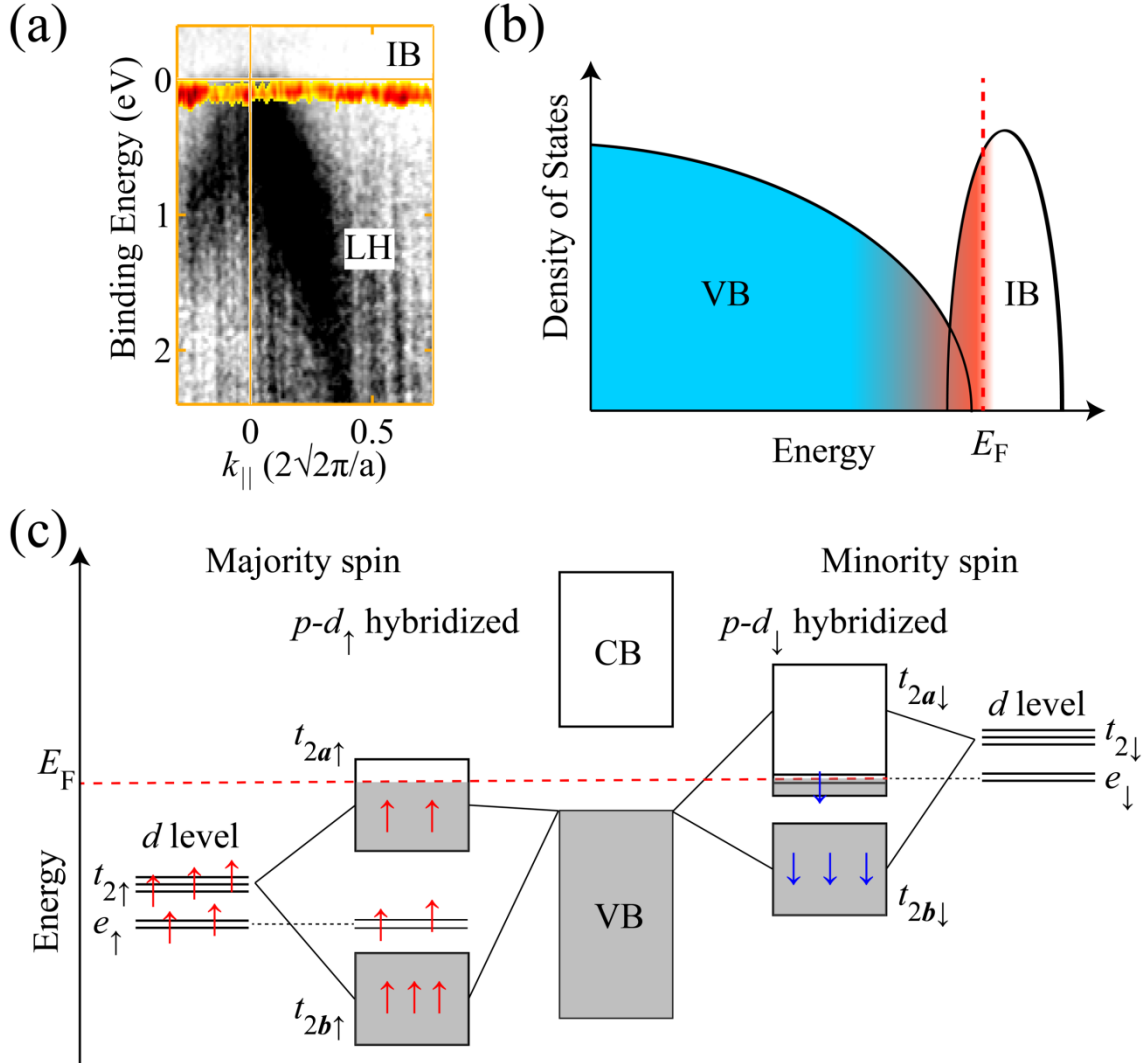 (a)
IB
0
1
2
Binding Energy (eV)
LH
0 0.5
k|| (2√2π/a)
(b)
Density of States
VB
IB
Energy
EF
(c)
Majority spin
Minority spin
p-d↑ hybridized
p-d↓ hybridized
CB
t2a↑
t2a↓
d level
t2↓
e↓
EF
d level
t2↑
e↑
VB
t2b↓
t2b↑
Energy